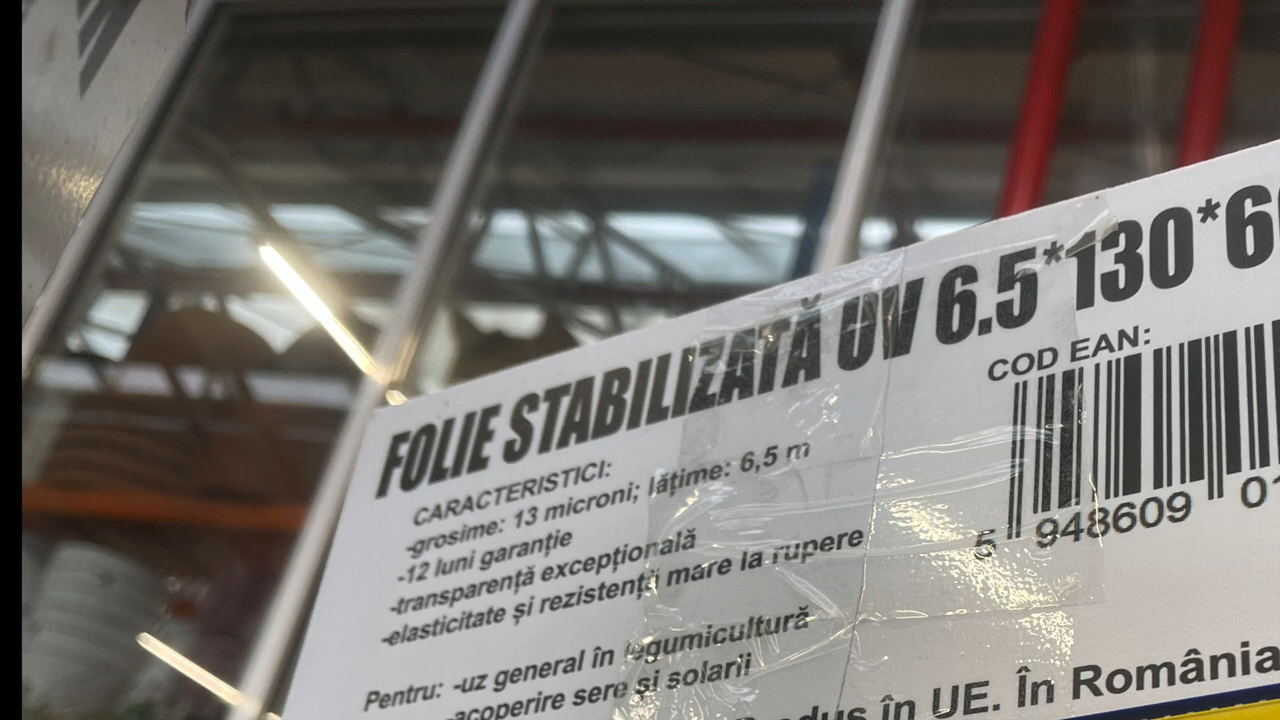 FOLIE STABILIZATĂ UV 6.5*130*6
COD EAN:
5 948609 01
CARACTERISTICI:
-grosime: 13 microni; lățime: 6,5 m
-12 luni garanție
-transparență excepțională
-elasticitate și rezistență mare la rupere
Pentru: -uz general în legumicultură
acoperire sere și solarii
Produs în UE. În România